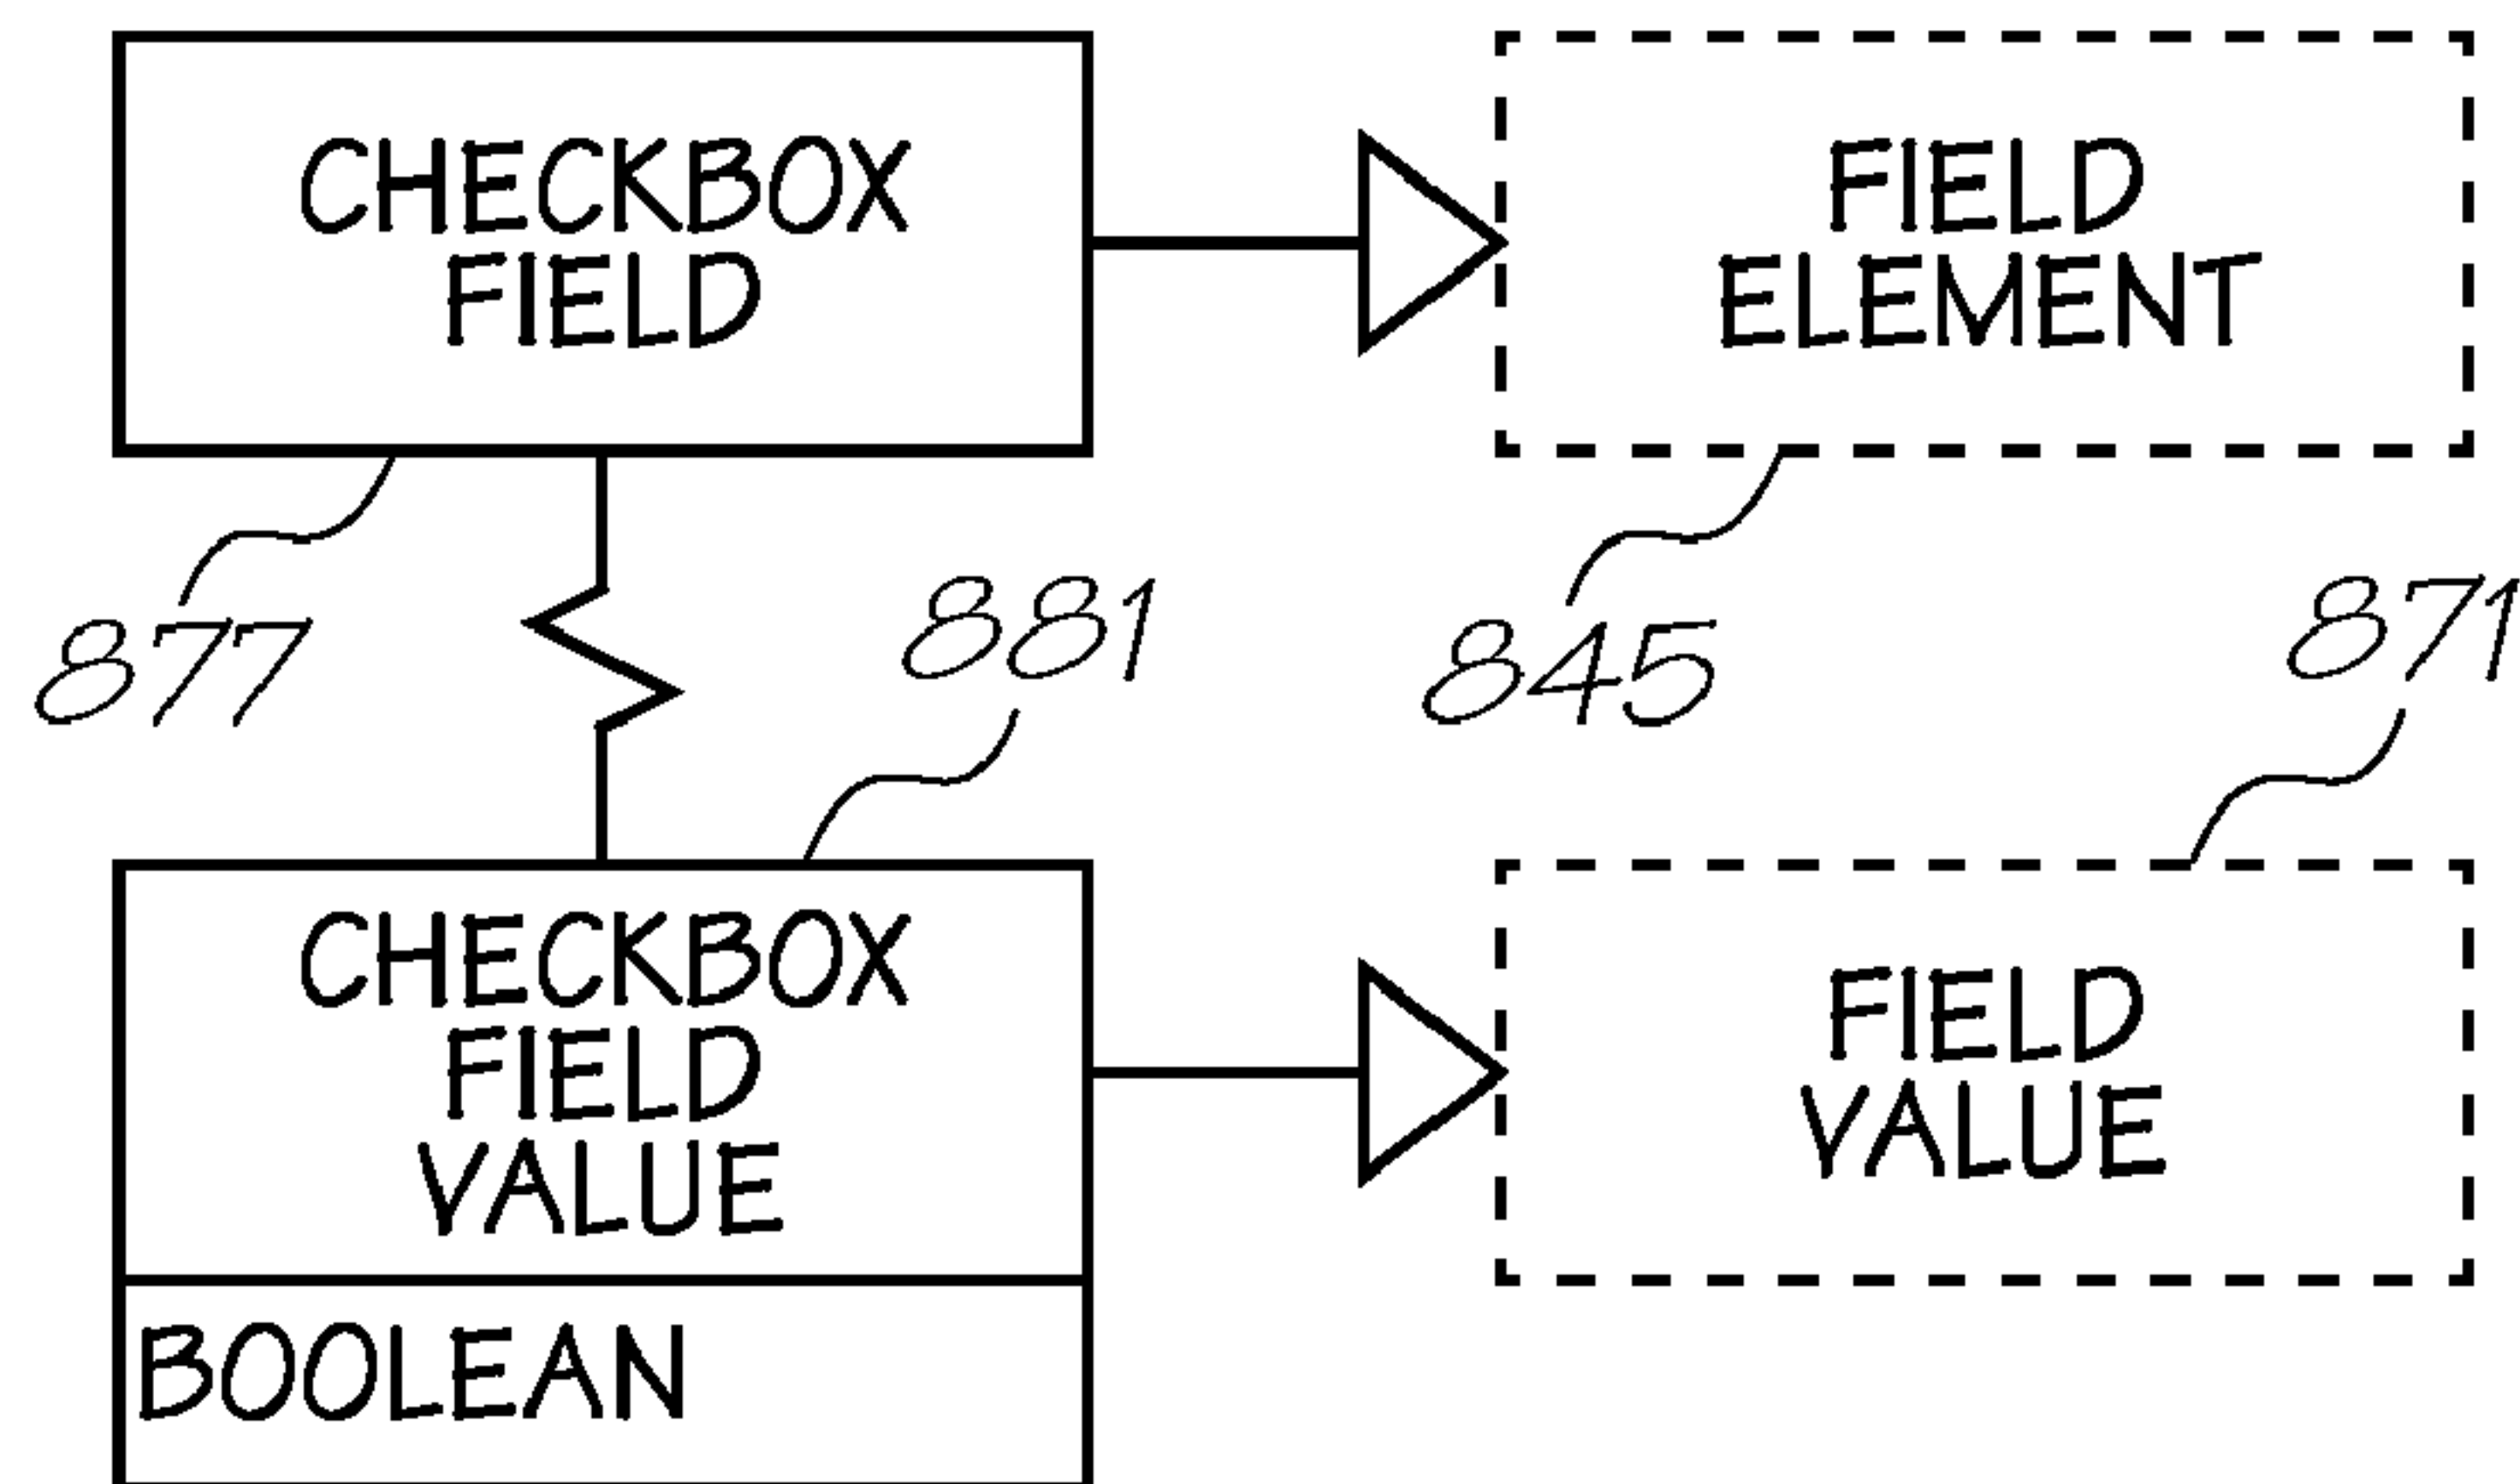 CHECKBOX
FIELD
FIELD
ELEMENT
877
881
845
871
CHECKBOX
FIELD
VALUE
FIELD
VALUE
BOOLEAN